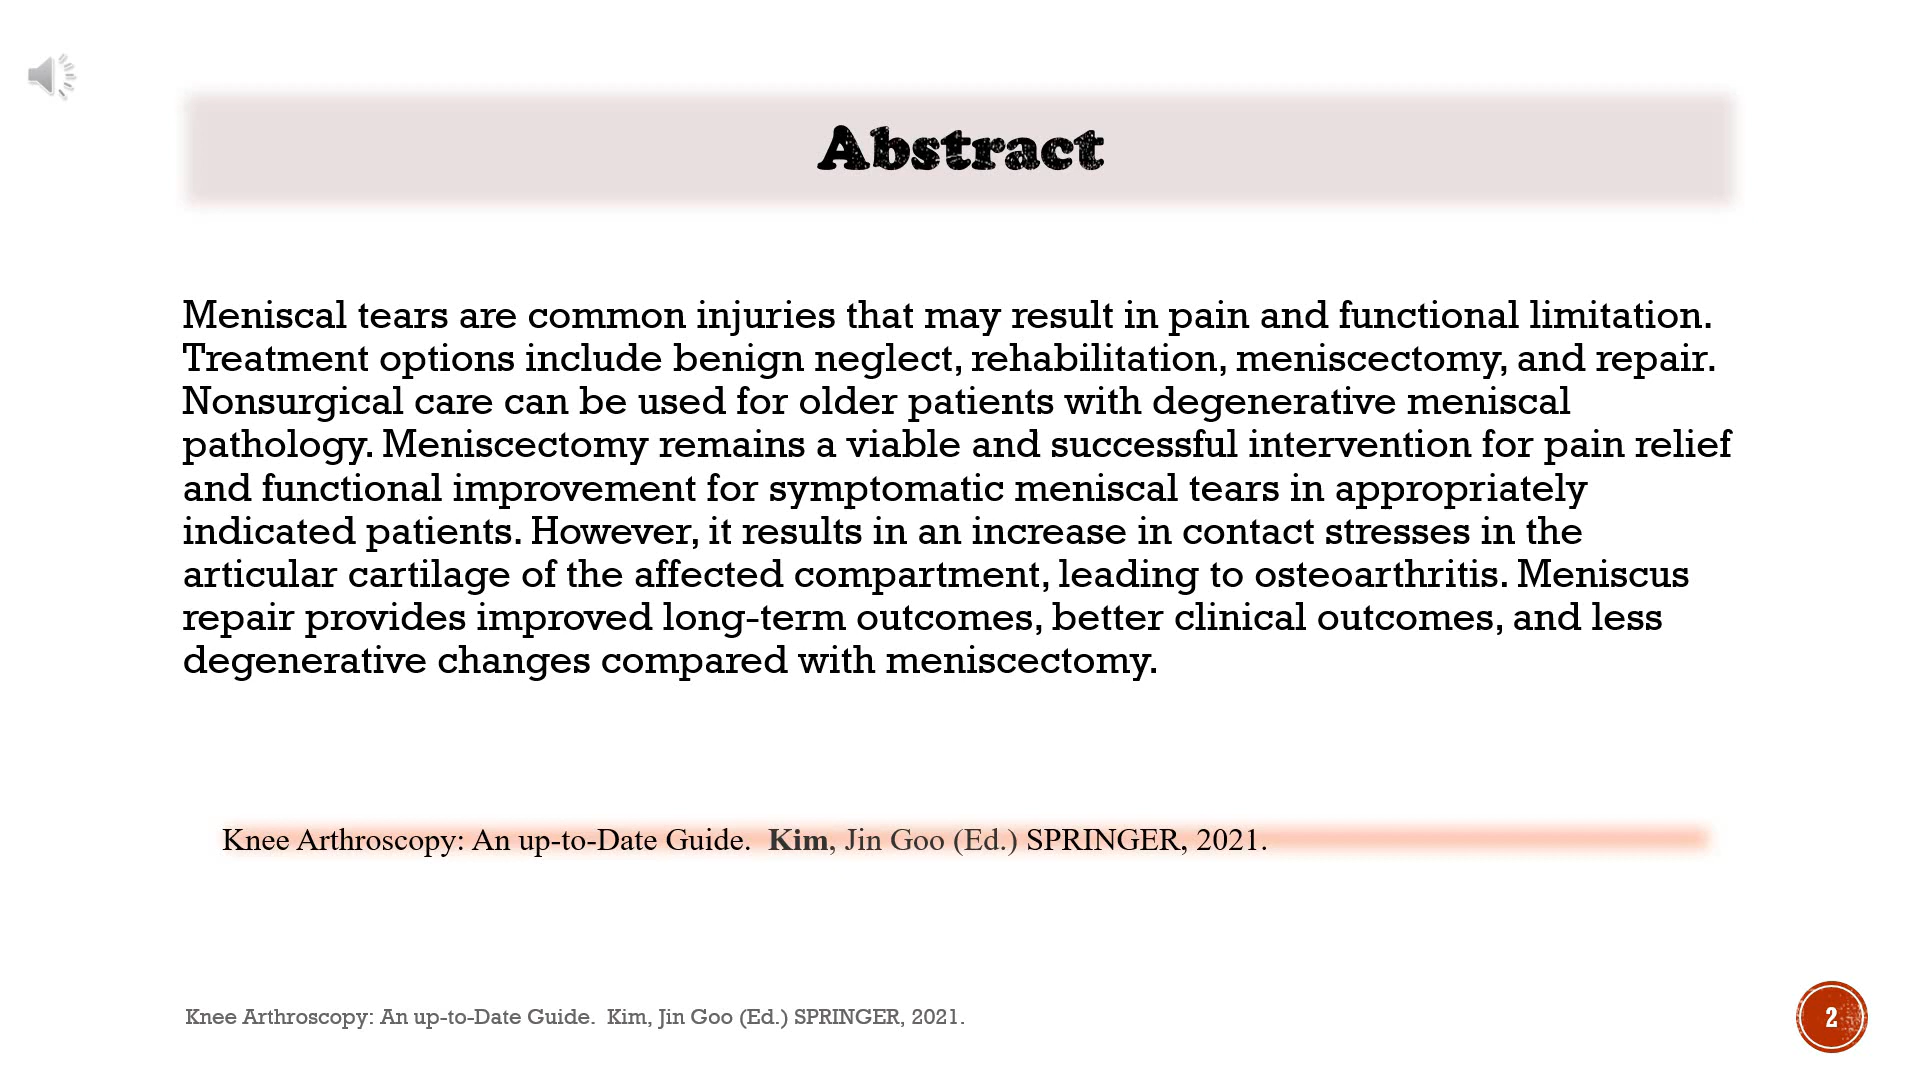 Abstract
Meniscal tears are common injuries that may result in pain and functional limitation.
Treatment options include benign neglect, rehabilitation, meniscectomy, and repair.
Nonsurgical care can be used for older patients with degenerative meniscal
pathology. Meniscectomy remains a viable and successful intervention for pain relief
and functional improvement for symptomatic meniscal tears in appropriately
indicated patients. However, it results in an increase in contact stresses in the
articular cartilage of the affected compartment, leading to osteoarthritis. Meniscus
repair provides improved long-term outcomes, better clinical outcomes, and less
degenerative changes compared with meniscectomy.
Knee Arthroscopy: An up-to-Date Guide. Kim, Jin Goo (Ed.) SPRINGER, 2021.
Knee Arthroscopy: An up-to-Date Guide. Kim, Jin Goo (Ed.) SPRINGER, 2021.
2